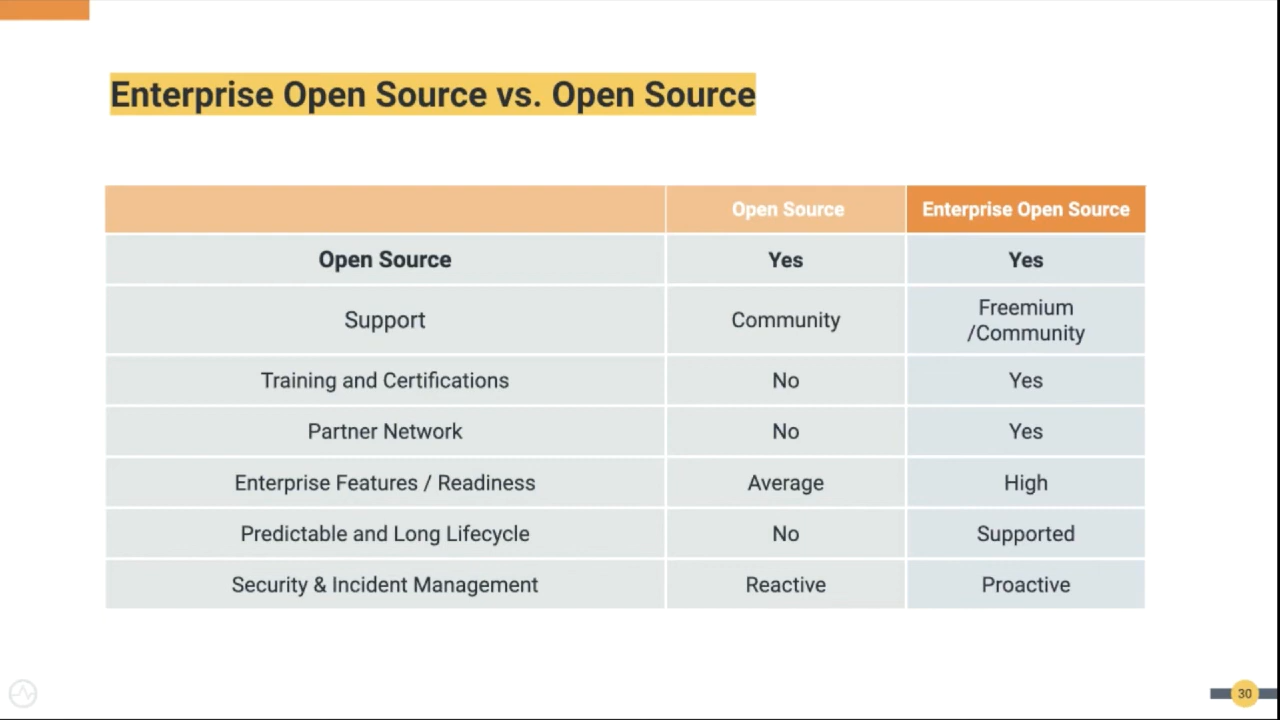 Enterprise Open Source vs. Open Source
Open Source Enterprise Open Source
Open Source Yes Yes
Support Community Freemium
/Community
Training and Certifications No Yes
Partner Network No Yes
Enterprise Features / Readiness Average High
Predictable and Long Lifecycle No Supported
Security & Incident Management Reactive Proactive
30